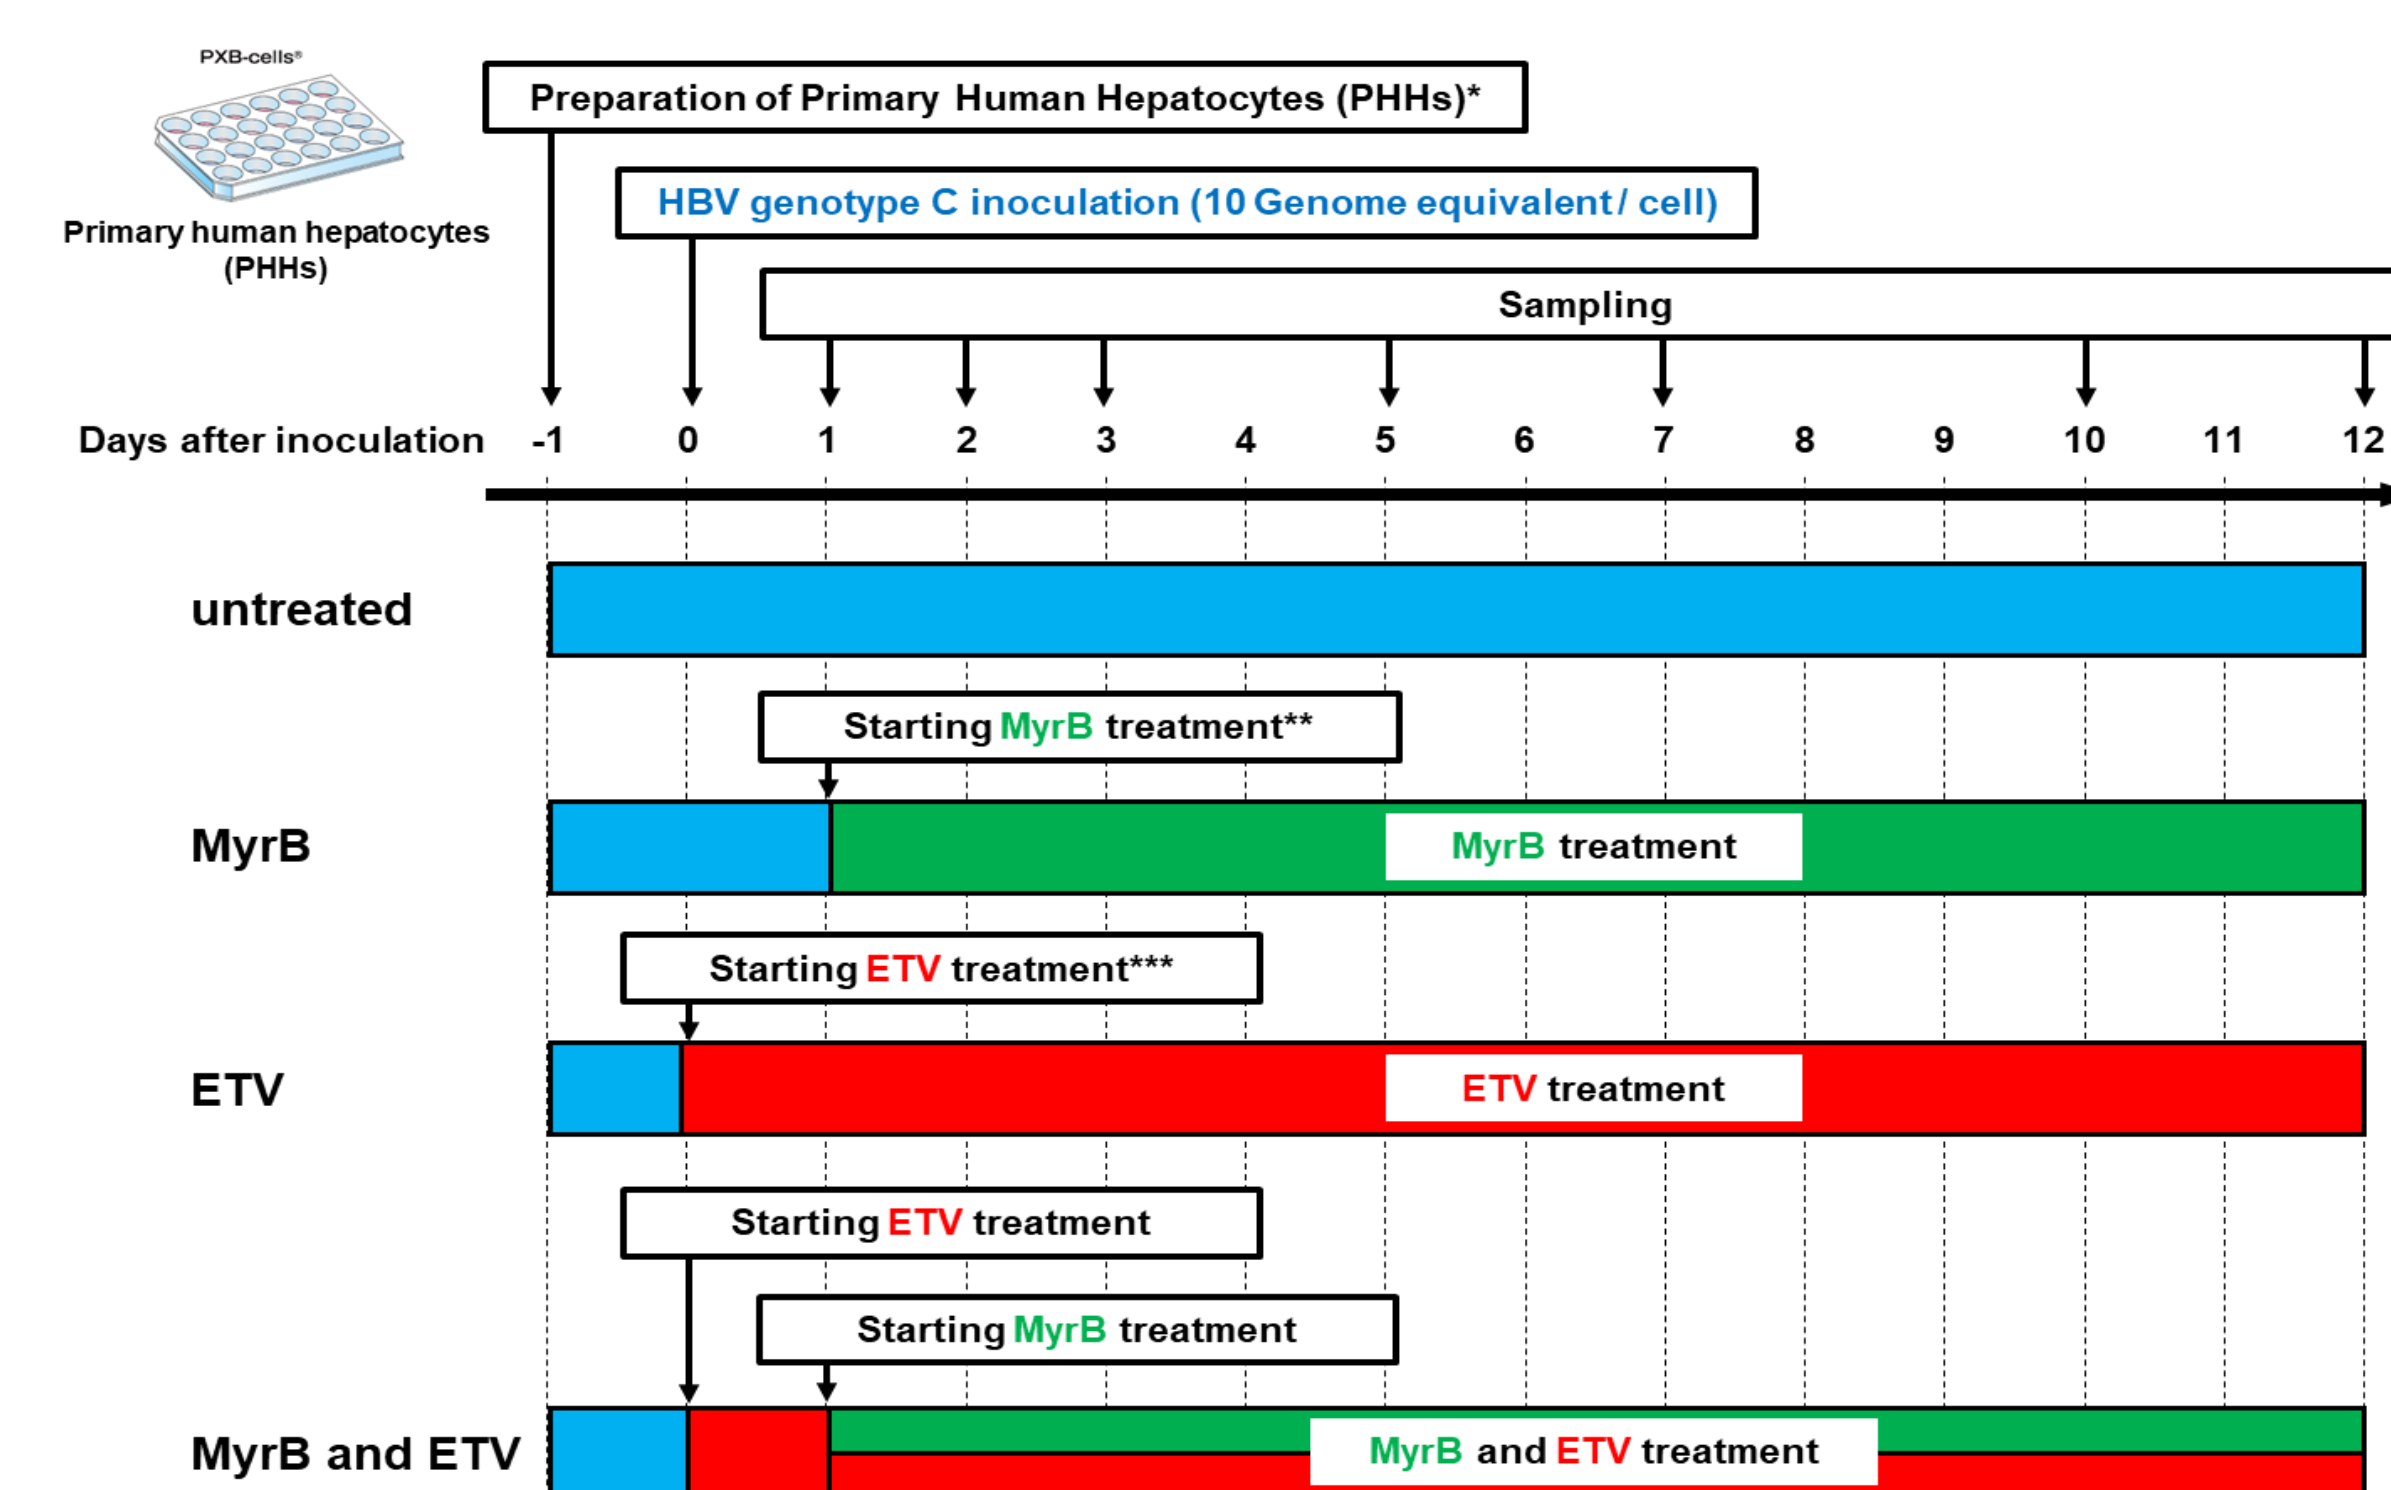 PXB-cells®
Primary human hepatocytes
(PHHs)
Preparation of Primary Human Hepatocytes (PHHs)*
HBV genotype C inoculation (10 Genome equivalent / cell)
Sampling
Days after inoculation -1 0 1 2 3 4 5 6 7 8 9 10 11 12
untreated
Starting MyrB treatment**
MyrB
MyrB treatment
Starting ETV treatment***
ETV
ETV treatment
Starting ETV treatment
Starting MyrB treatment
MyrB and ETV
MyrB and ETV treatment